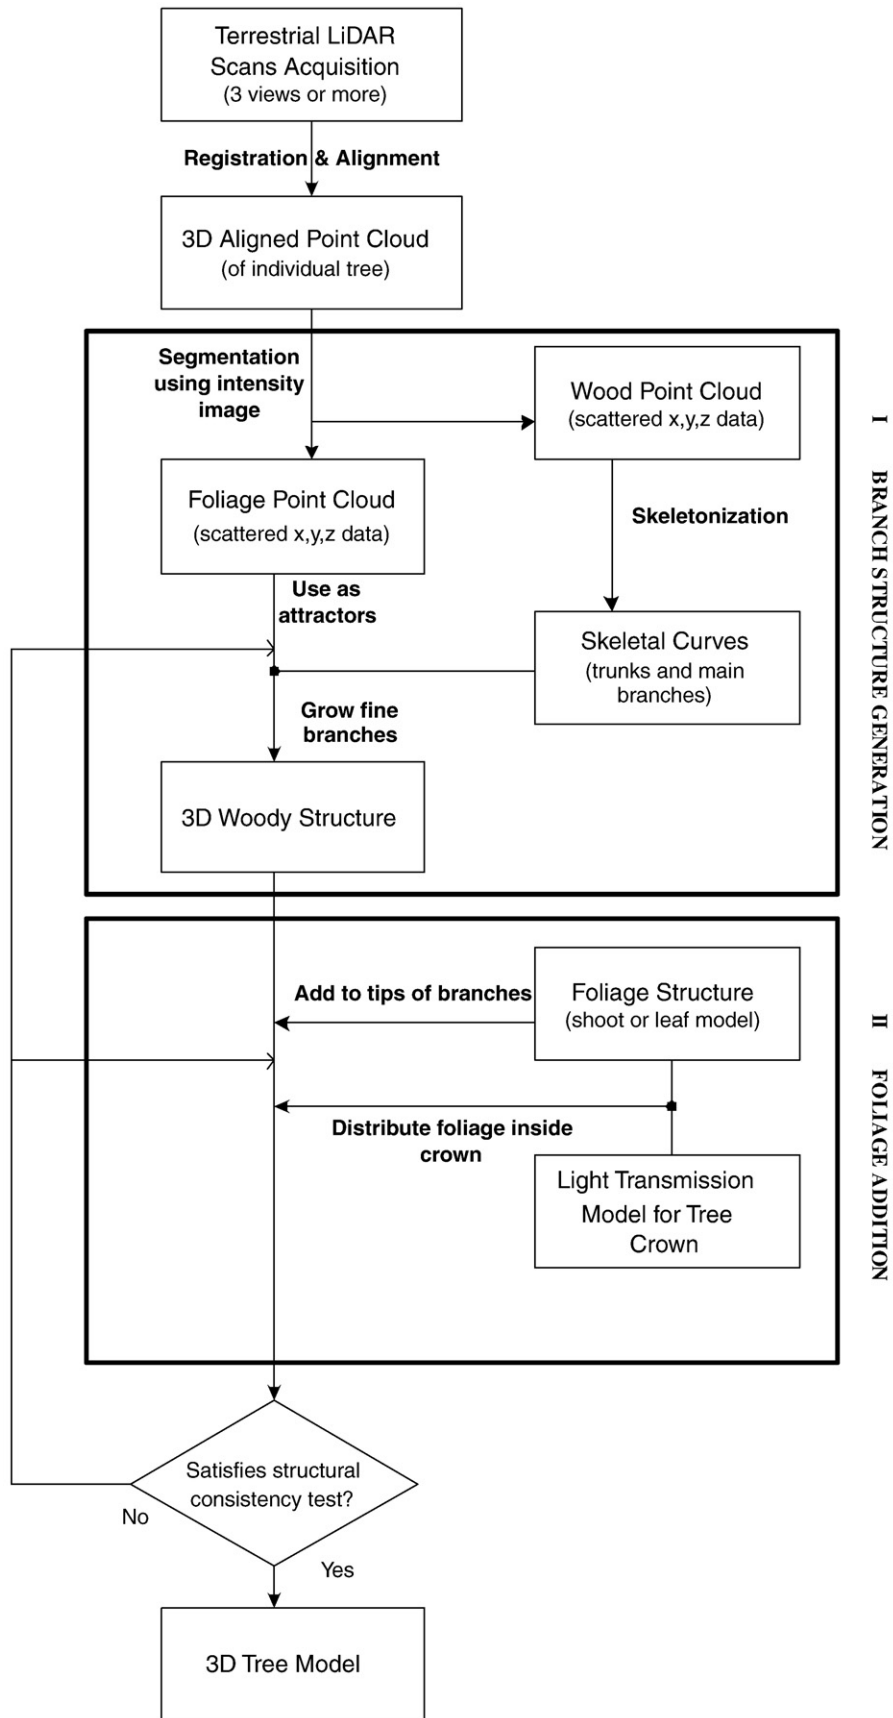 Terrestrial LiDAR
Scans Acquisition
(3 views or more)
Registration & Alignment
3D Aligned Point Cloud
(of individual tree)
Segmentation
using intensity
image
Wood Point Cloud
(scattered x,y,z data)
Foliage Point Cloud
(scattered x,y,z data)
Skeletonization
Use as
attractors
Skeletal Curves
(trunks and main
branches)
Grow fine
branches
3D Woody Structure
I BRANCH STRUCTURE GENERATION
Add to tips of branches
Foliage Structure
(shoot or leaf model)
Distribute foliage inside
crown
Light Transmission
Model for Tree
Crown
II FOLIAGE ADDITION
Satisfies structural
consistency test?
No
Yes
3D Tree Model